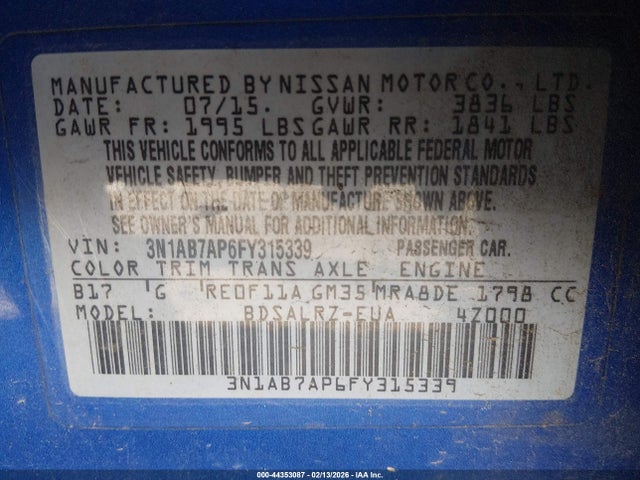 MANUFACTURED BY NISSAN MOTOR CO., LTD.
DATE: 07/15. GVWR: 3836 LBS
GAWR FR: 1995 LBS GAWR RR: 1841 LBS
THIS VEHICLE CONFORMS TO ALL APPLICABLE FEDERAL MOTOR
VEHICLE SAFETY, BUMPER AND THEFT PREVENTION STANDARDS
IN EFFECT ON THE DATE OF MANUFACTURE SHOWN ABOVE.
SEE OWNER'S MANUAL FOR ADDITIONAL INFORMATION.
VIN: 3N1AB7AP6FY315339 PASSENGER CAR.
COLOR TRIM TRANS AXLE ENGINE
B17 G RE0F11A GM35 MRA8DE 1798 CC
MODEL: BDSALRZ-EUA 4Z000
3N1AB7AP6FY315339
000-44353087 - 02/13/2026 - IAA Inc.